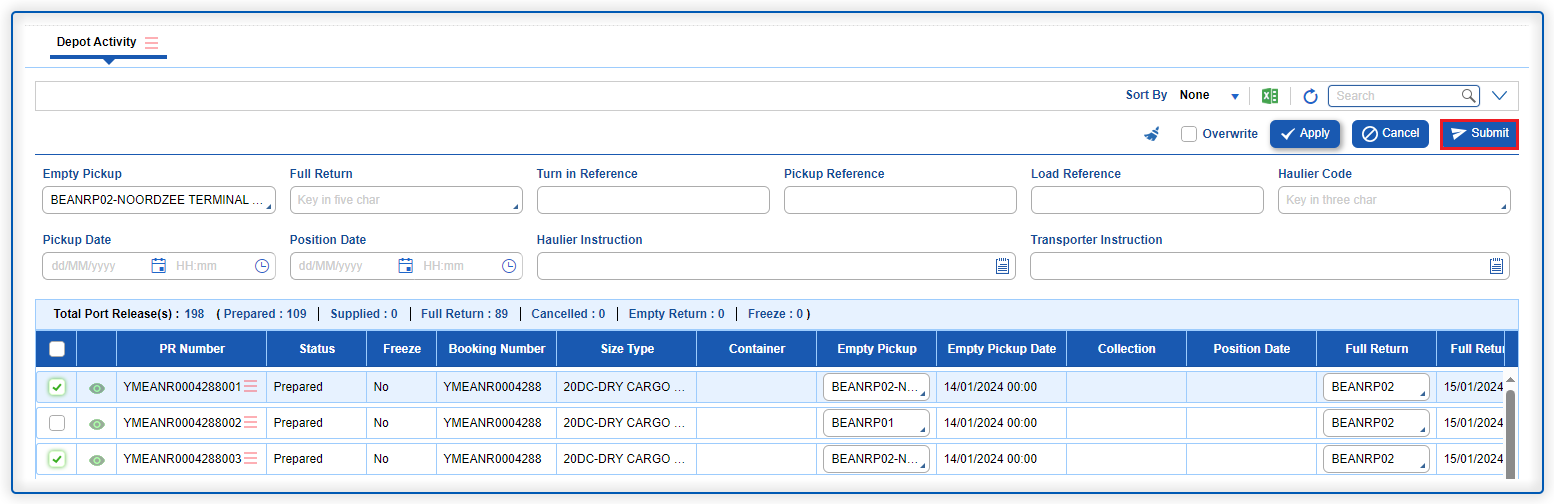 Depot Activity
Sort By None Search
Overwrite Apply Cancel Submit
Empty Pickup Full Return Turn in Reference Pickup Reference Load Reference Haulier Code
BEANRP02-NOORDZEE TERMINAL ... Key in five char Key in three char
Pickup Date Position Date Haulier Instruction Transporter Instruction
dd/MM/yyyy HH:mm dd/MM/yyyy HH:mm
Total Port Release(s) : 198 ( Prepared : 109 | Supplied : 0 | Full Return : 89 | Cancelled : 0 | Empty Return : 0 | Freeze : 0 )
PR Number Status Freeze Booking Number Size Type Container Empty Pickup Empty Pickup Date Collection Position Date Full Return Full Retur
YMEANR0004288001 Prepared No YMEANR0004288 20DC-DRY CARGO ... BEANRP02-N... 14/01/2024 00:00 BEANRP02 15/01/2024
YMEANR0004288002 Prepared No YMEANR0004288 20DC-DRY CARGO ... BEANRP01 14/01/2024 00:00 BEANRP02 15/01/2024
YMEANR0004288003 Prepared No YMEANR0004288 20DC-DRY CARGO ... BEANRP02-N... 14/01/2024 00:00 BEANRP02 15/01/2024